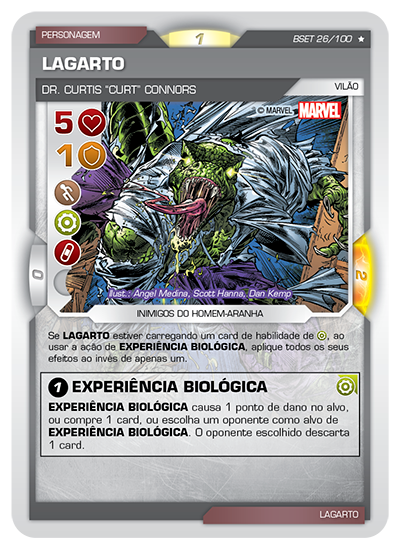 PERSONAGEM
1
BSET 26/100 ★
LAGARTO
DR. CURTIS "CURT" CONNORS
VILÃO
© MARVEL
MARVEL
5
1
0
2
Ilust.: Angel Medina, Scott Hanna, Dan Kemp
INIMIGOS DO HOMEM-ARANHA
Se LAGARTO estiver carregando um card de habilidade de , ao
usar a ação de EXPERIÊNCIA BIOLÓGICA, aplique todos os seus
efeitos ao invés de apenas um.
1 EXPERIÊNCIA BIOLÓGICA
EXPERIÊNCIA BIOLÓGICA causa 1 ponto de dano no alvo,
ou compre 1 card, ou escolha um oponente como alvo de
EXPERIÊNCIA BIOLÓGICA. O oponente escolhido descarta
1 card.
LAGARTO